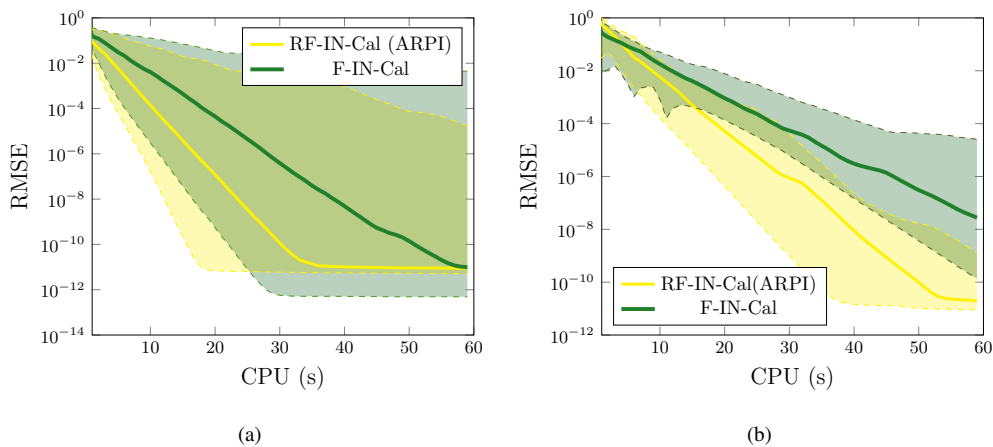 10^0
10^-2
10^-4
10^-6
10^-8
10^-10
10^-12
10^-14
RMSE
RF-IN-Cal (ARPI)
F-IN-Cal
10 20 30 40 50 60
CPU (s)
(a)
10^0
10^-2
10^-4
10^-6
10^-8
10^-10
10^-12
RMSE
RF-IN-Cal(ARPI)
F-IN-Cal
10 20 30 40 50 60
CPU (s)
(b)